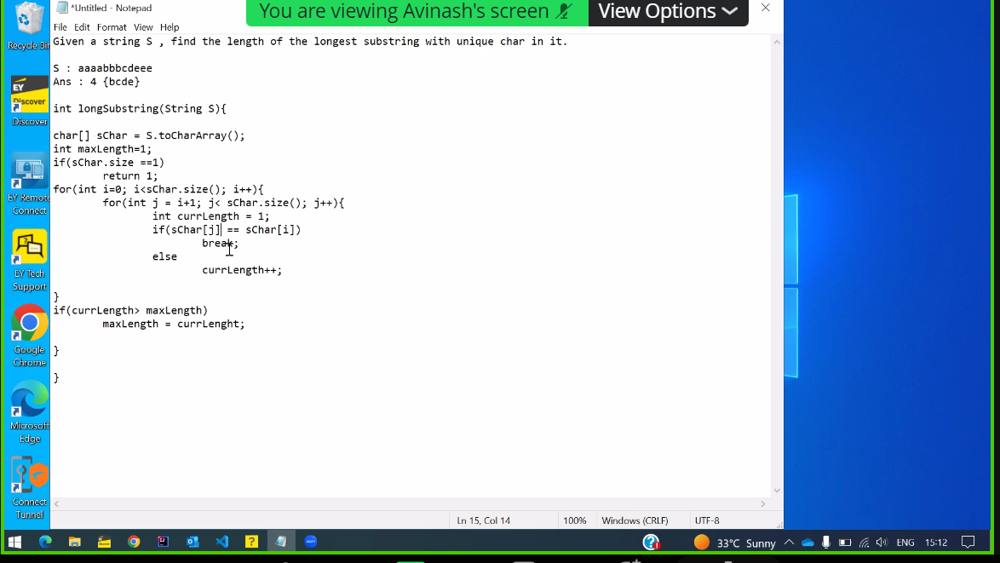 *Untitled - Notepad
You are viewing Avinash's screen
View Options
File Edit Format View Help
Given a string S , find the length of the longest substring with unique char in it.
S : aaaabbbcdeee
Ans : 4 {bcde}
int longSubstring(String S){
char[] sChar = S.toCharArray();
int maxLength=1;
if(sChar.size ==1)
return 1;
for(int i=0; i<sChar.size(); i++){
for(int j = i+1; j< sChar.size(); j++){
int currLength = 1;
if(sChar[j] == sChar[i])
break;
else
currLength++;
}
if(currLength> maxLength)
maxLength = currLenght;
}
}
Recycle Bin
EY
Discover
Discover
EY Remote
Connect
EY Tech
Support
Google
Chrome
Microsoft
Edge
Connect
Tunnel
Ln 15, Col 14
100%
Windows (CRLF)
UTF-8
33°C Sunny
ENG
15:12